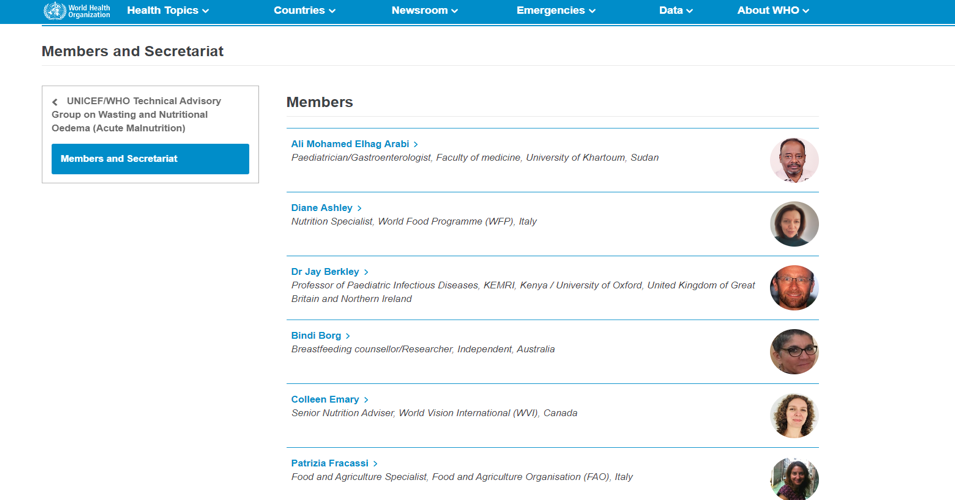 World Health
Organization
Health Topics
Countries
Newsroom
Emergencies
Data
About WHO
Members and Secretariat
UNICEF/WHO Technical Advisory
Group on Wasting and Nutritional
Oedema (Acute Malnutrition)
Members and Secretariat
Members
Ali Mohamed Elhag Arabi
Paediatrician/Gastroenterologist, Faculty of medicine, University of Khartoum, Sudan
Diane Ashley
Nutrition Specialist, World Food Programme (WFP), Italy
Dr Jay Berkley
Professor of Paediatric Infectious Diseases, KEMRI, Kenya / University of Oxford, United Kingdom of Great
Britain and Northern Ireland
Bindi Borg
Breastfeeding counsellor/Researcher, Independent, Australia
Colleen Emary
Senior Nutrition Adviser, World Vision International (WVI), Canada
Patrizia Fracassi
Food and Agriculture Specialist, Food and Agriculture Organisation (FAO), Italy